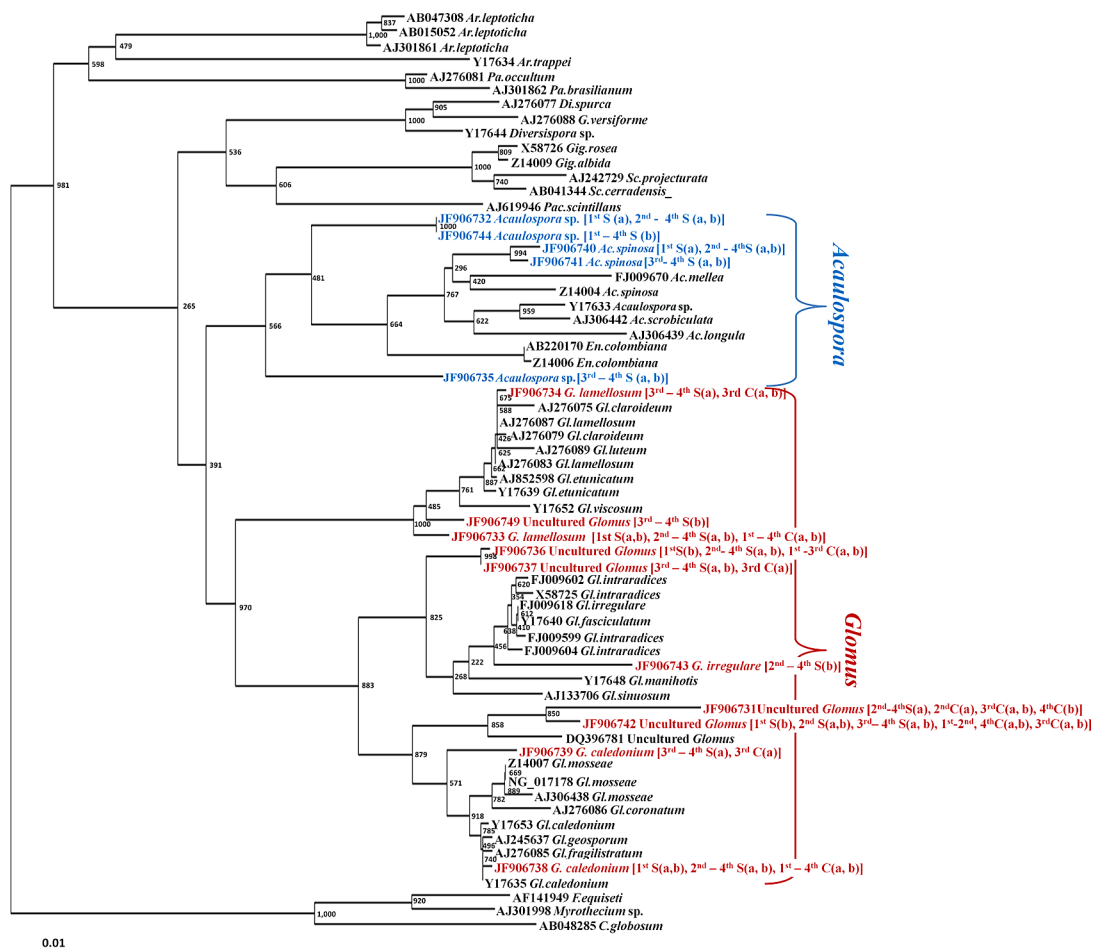 AB047308 Ar.leptoticha
837
AB015052 Ar.leptoticha
1,000
AJ301861 Ar.leptoticha
479
Y17634 Ar.trappei
598
AJ276081 Pa.occultum
1000
AJ301862 Pa.brasilianum
AJ276077 Di.spurca
905
AJ276088 G.versiforme
1000
Y17644 Diversispora sp.
X58726 Gig.rosea
536
809
Z14009 Gig.albida
1000
AJ242729 Sc.projecturata
740
981
606
AB041344 Sc.cerradensis_
AJ619946 Pac.scintillans
JF906732 Acaulospora sp. [1st S (a), 2nd - 4th S (a, b)]
1000
JF906744 Acaulospora sp. [1st – 4th S (b)]
JF906740 Ac.spinosa [1st S(a), 2nd - 4thS (a,b)]
994
JF906741 Ac.spinosa [3rd- 4th S (a, b)]
296
481
FJ009670 Ac.mellea
420
Z14004 Ac.spinosa
767
Acaulospora
265
Y17633 Acaulospora sp.
959
622
AJ306442 Ac.scrobiculata
566
664
AJ306439 Ac.longula
AB220170 En.colombiana
Z14006 En.colombiana
JF906735 Acaulospora sp.[3rd – 4th S (a, b)]
JF906734 G. lamellosum [3rd – 4th S(a), 3rd C(a, b)]
675
588
AJ276075 Gl.claroideum
AJ276087 Gl.lamellosum
426
AJ276079 Gl.claroideum
625
AJ276089 Gl.luteum
391
662
AJ276083 Gl.lamellosum
887
AJ852598 Gl.etunicatum
761
Y17639 Gl.etunicatum
485
Y17652 Gl.viscosum
1000
JF906749 Uncultured Glomus [3rd – 4th S(b)]
JF906733 G. lamellosum [1st S(a,b), 2nd – 4th S(a, b), 1st – 4th C(a, b)]
JF906736 Uncultured Glomus [1stS(b), 2nd- 4th S(a, b), 1st -3rd C(a, b)]
998
JF906737 Uncultured Glomus [3rd – 4th S(a, b), 3rd C(a)]
FJ009602 Gl.intraradices
620
354
X58725 Gl.intraradices
970
FJ009618 Gl.irregulare
825
612
Y17640 Gl.fasciculatum
410
638
FJ009599 Gl.intraradices
456
FJ009604 Gl.intraradices
Glomus
222
JF906743 G. irregulare [2nd – 4th S(b)]
268
Y17648 Gl.manihotis
883
AJ133706 Gl.sinuosum
JF906731Uncultured Glomus [2nd-4thS(a), 2ndC(a), 3rdC(a, b), 4thC(b)]
850
858
JF906742 Uncultured Glomus [1st S(b), 2nd S(a,b), 3rd– 4th S(a, b), 1st-2nd, 4thC(a,b), 3rdC(a, b)]
DQ396781 Uncultured Glomus
879
JF906739 G. caledonium [3rd – 4th S(a), 3rd C(a)]
Z14007 Gl.mosseae
669
571
NG_017178 Gl.mosseae
889
782
AJ306438 Gl.mosseae
AJ276086 Gl.coronatum
918
Y17653 Gl.caledonium
785
AJ245637 Gl.geosporum
496
AJ276085 Gl.fragilistratum
740
JF906738 G. caledonium [1st S(a,b), 2nd – 4th S(a, b), 1st – 4th C(a, b)]
Y17635 Gl.caledonium
AF141949 F.equiseti
920
AJ301998 Myrothecium sp.
1,000
AB048285 C.globosum
0.01